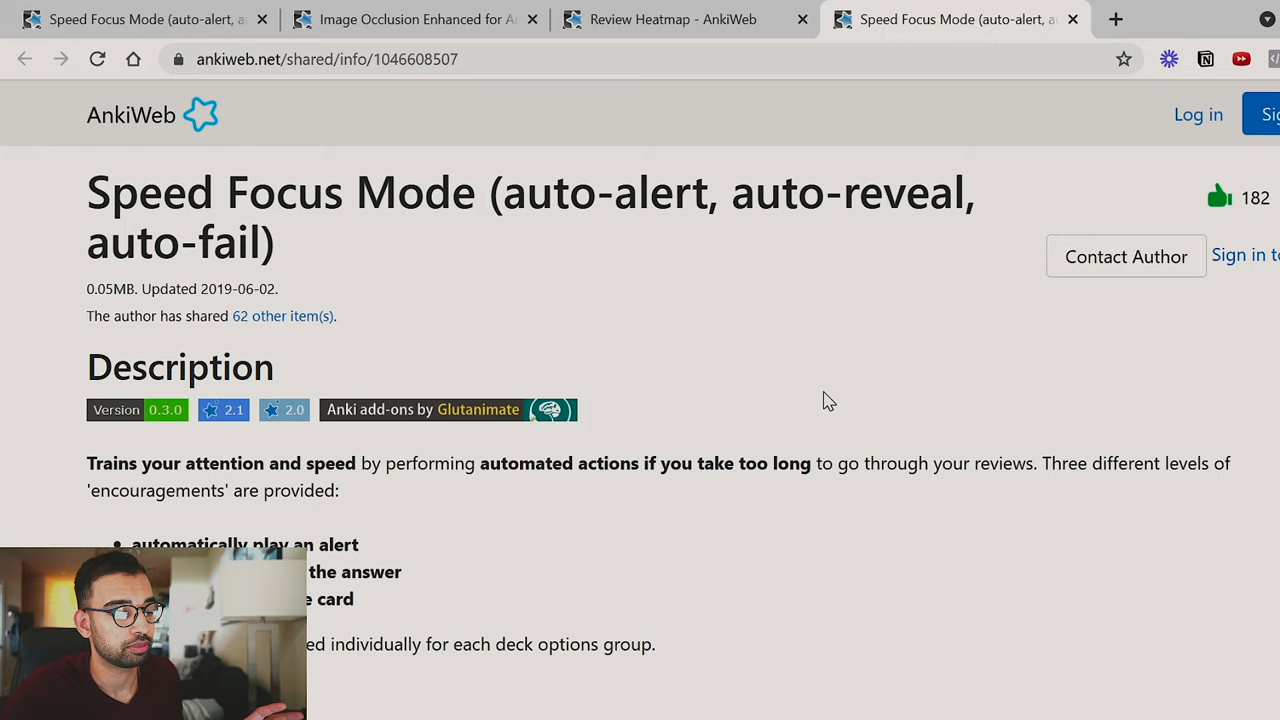 Speed Focus Mode (auto-alert, a
Image Occlusion Enhanced for A
Review Heatmap - AnkiWeb
Speed Focus Mode (auto-alert, a
ankiweb.net/shared/info/1046608507
AnkiWeb
Log in
Speed Focus Mode (auto-alert, auto-reveal,
auto-fail)
182
Contact Author
Sign in to
0.05MB. Updated 2019-06-02.
The author has shared 62 other item(s).
Description
Version 0.3.0 2.1 2.0 Anki add-ons by Glutanimate
Trains your attention and speed by performing automated actions if you take too long to go through your reviews. Three different levels of
'encouragements' are provided:
• automatically play an alert
the answer
card
individually for each deck options group.